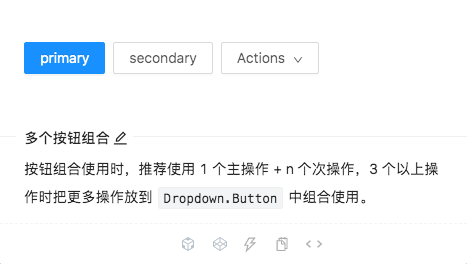 primary secondary Actions
多个按钮组合
按钮组合使用时，推荐使用 1 个主操作 + n 个次操作，3 个以上操
作时把更多操作放到 Dropdown.Button 中组合使用。